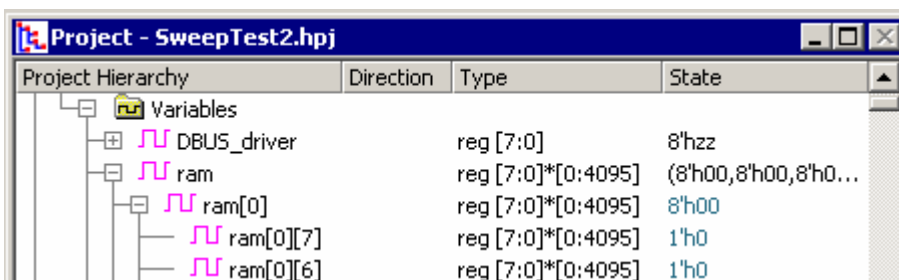 Project - SweepTest2.hpj
Project Hierarchy Direction Type State
Variables
DBUS_driver reg [7:0] 8'hzz
ram reg [7:0]*[0:4095] (8'h00,8'h00,8'h0...
ram[0] reg [7:0]*[0:4095] 8'h00
ram[0][7] reg [7:0]*[0:4095] 1'h0
ram[0][6] reg [7:0]*[0:4095] 1'h0